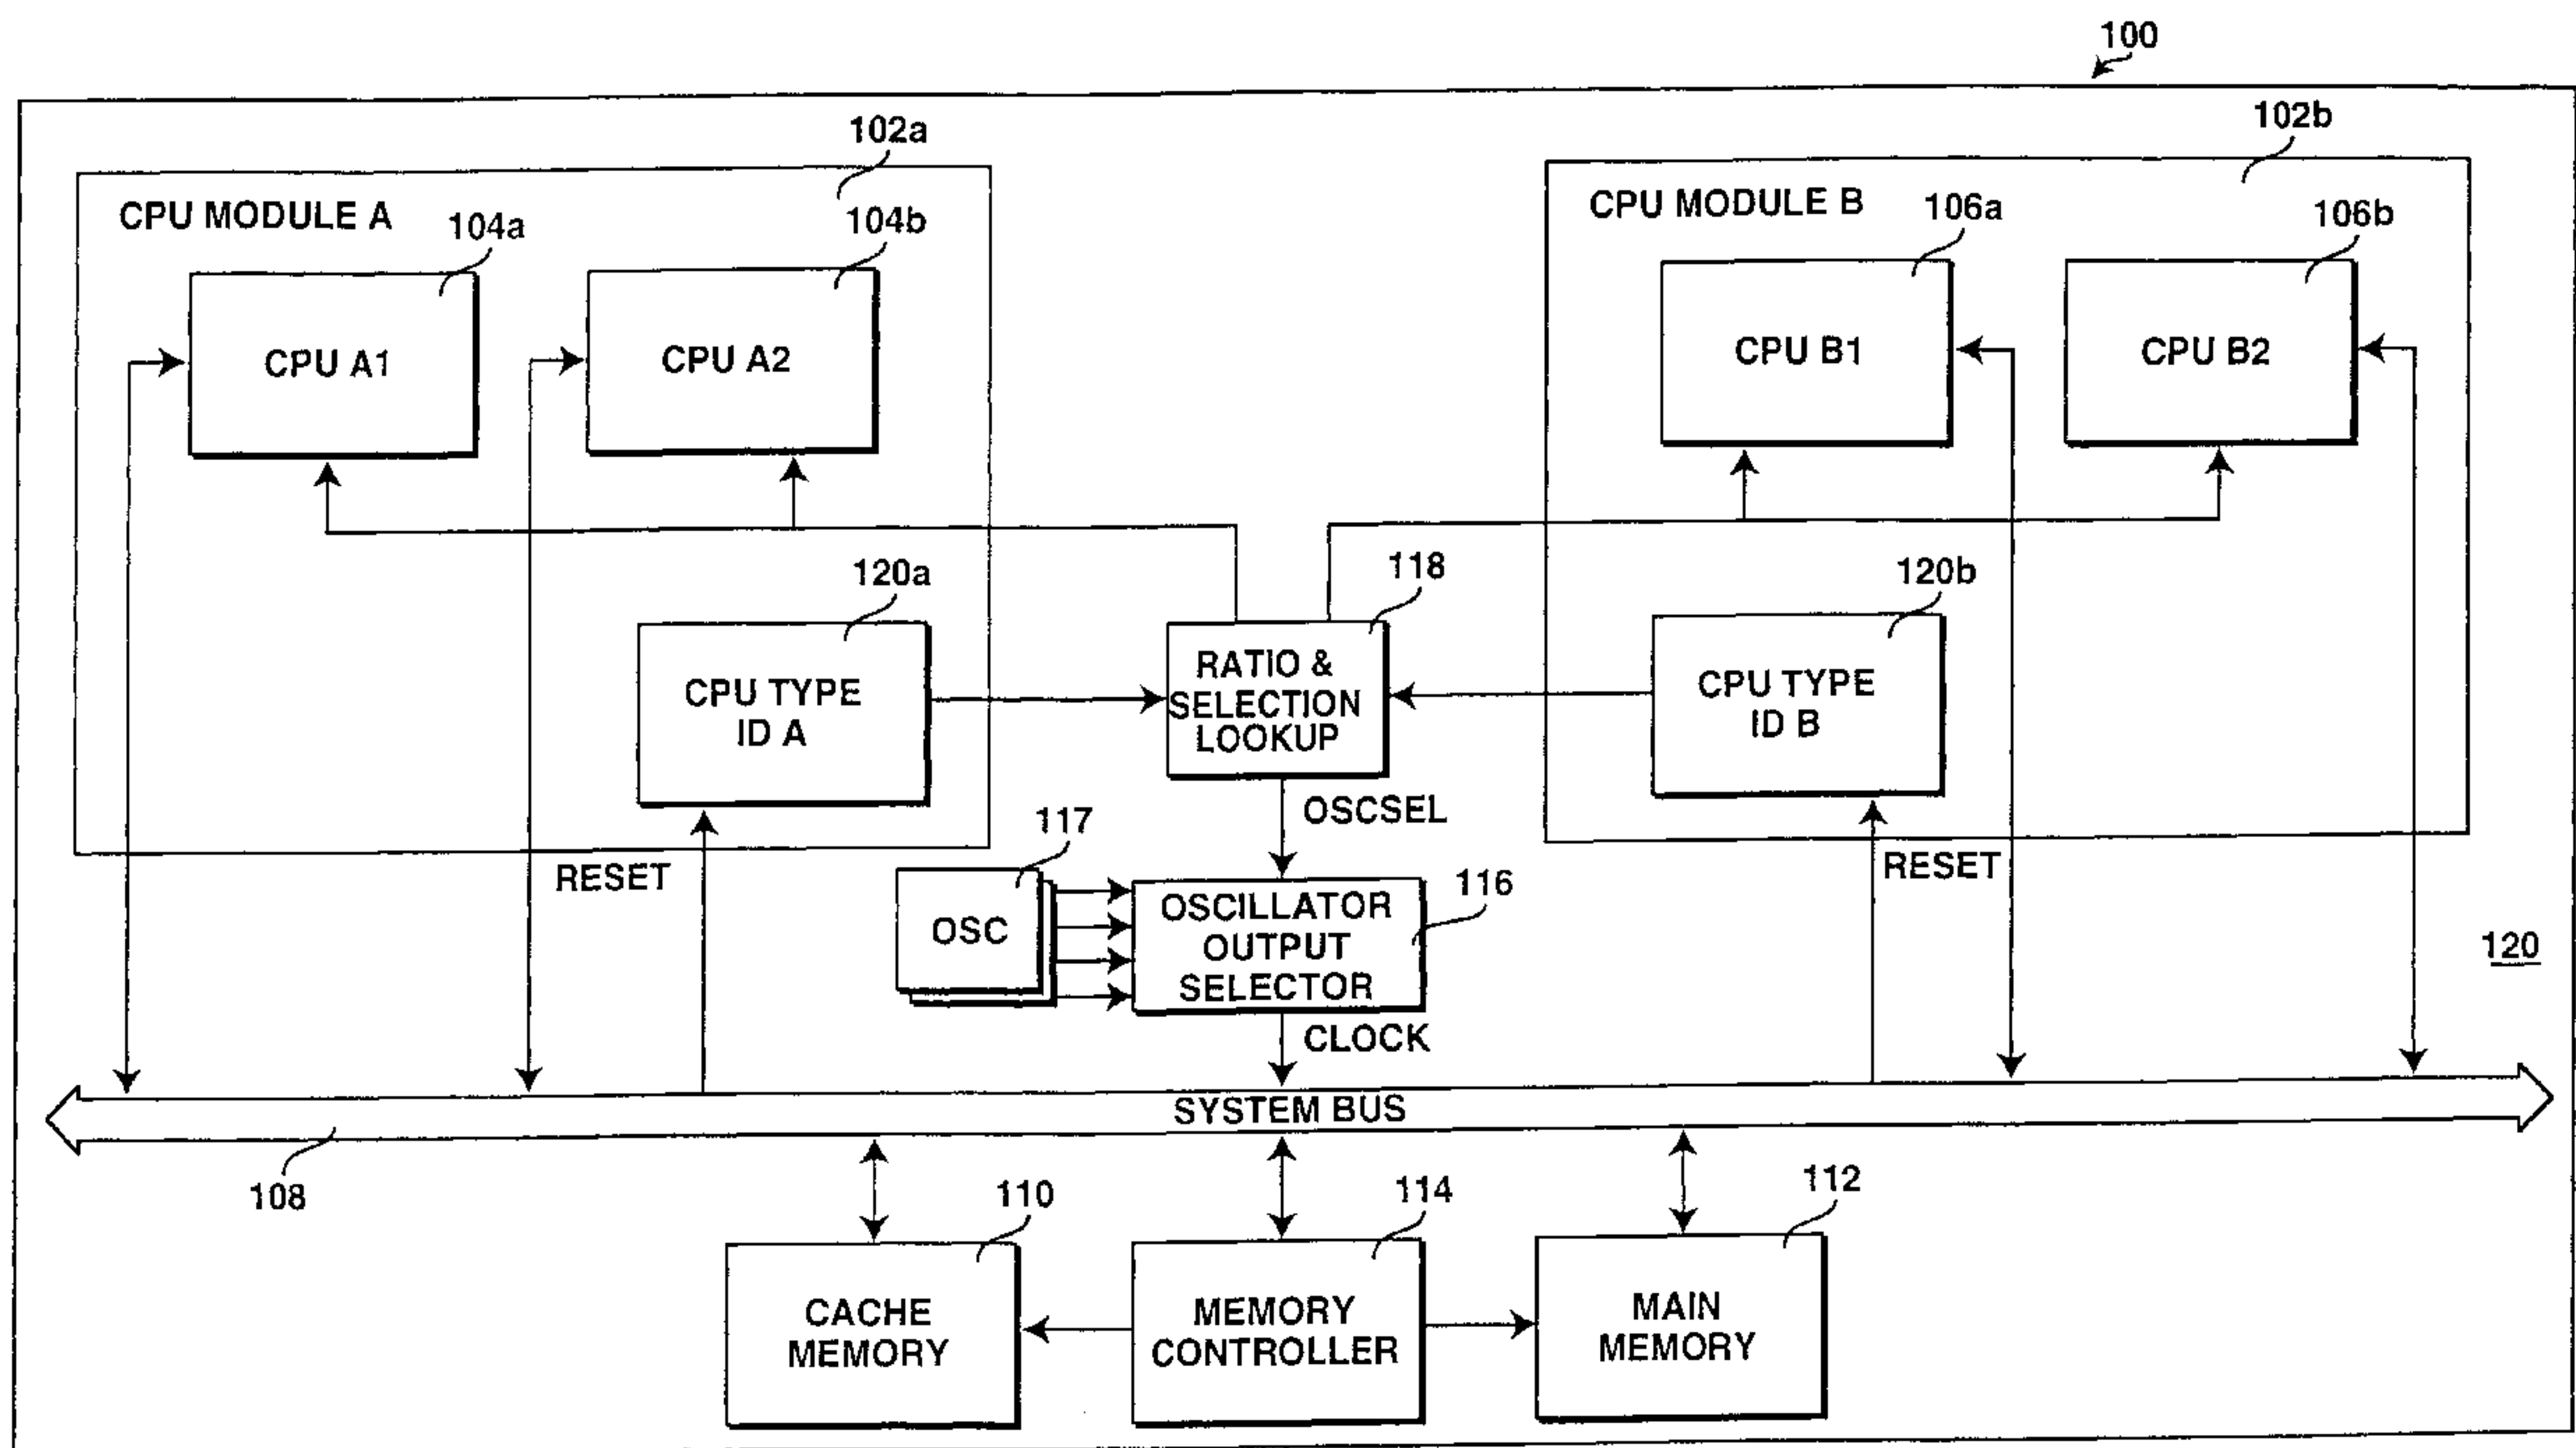 100
102a
102b
CPU MODULE A
104a
104b
CPU MODULE B
106a
106b
CPU A1
CPU A2
CPU B1
CPU B2
120a
118
120b
CPU TYPE
ID A
RATIO &
SELECTION
LOOKUP
CPU TYPE
ID B
OSCSEL
RESET
117
116
RESET
OSC
OSCILLATOR
OUTPUT
SELECTOR
120
CLOCK
SYSTEM BUS
108
110
114
112
CACHE
MEMORY
MEMORY
CONTROLLER
MAIN
MEMORY